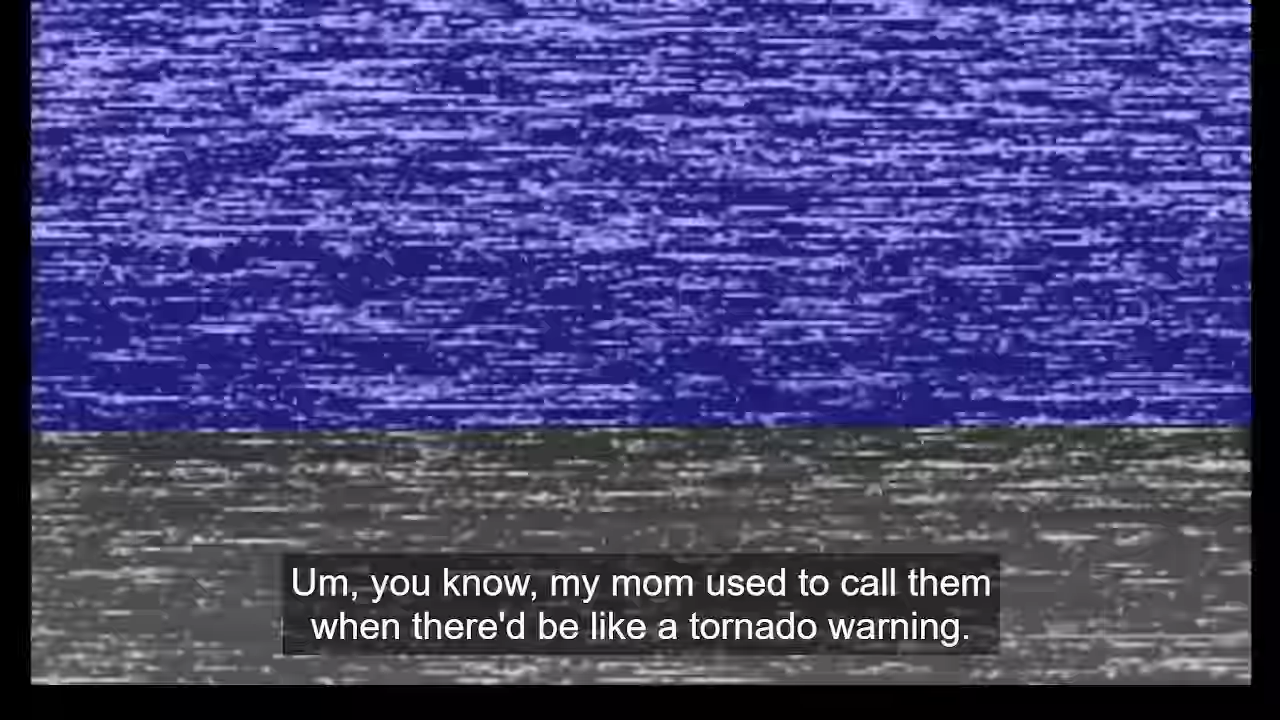 Um, you know, my mom used to call them
when there'd be like a tornado warning.